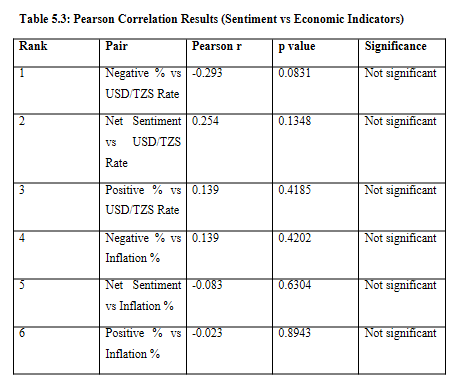 Table 5.3: Pearson Correlation Results (Sentiment vs Economic Indicators)
Rank Pair Pearson r p value Significance
1 Negative % vs -0.293 0.0831 Not significant
USD/TZS Rate
2 Net Sentiment 0.254 0.1348 Not significant
vs USD/TZS
Rate
3 Positive % vs 0.139 0.4185 Not significant
USD/TZS Rate
4 Negative % vs 0.139 0.4202 Not significant
Inflation %
5 Net Sentiment -0.083 0.6304 Not significant
vs Inflation %
6 Positive % vs -0.023 0.8943 Not significant
Inflation %